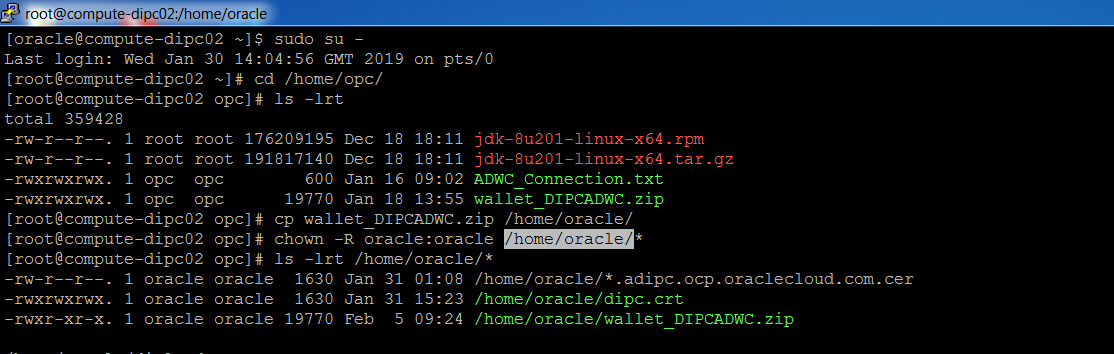 root@compute-dipc02:/home/oracle
[oracle@compute-dipc02 ~]$ sudo su -
Last login: Wed Jan 30 14:04:56 GMT 2019 on pts/0
[root@compute-dipc02 ~]# cd /home/opc/
[root@compute-dipc02 opc]# ls -lrt
total 359428
-rw-r--r--. 1 root root 176209195 Dec 18 18:11 jdk-8u201-linux-x64.rpm
-rw-r--r--. 1 root root 191817140 Dec 18 18:11 jdk-8u201-linux-x64.tar.gz
-rwxrwxrwx. 1 opc  opc        600 Jan 16 09:02 ADWC_Connection.txt
-rwxrwxrwx. 1 opc  opc      19770 Jan 18 13:55 wallet_DIPCADWC.zip
[root@compute-dipc02 opc]# cp wallet_DIPCADWC.zip /home/oracle/
[root@compute-dipc02 opc]# chown -R oracle:oracle /home/oracle/*
[root@compute-dipc02 opc]# ls -lrt /home/oracle/*
-rw-r--r--. 1 oracle oracle  1630 Jan 31 01:08 /home/oracle/*.adipc.ocp.oraclecloud.com.cer
-rwxrwxrwx. 1 oracle oracle  1630 Jan 31 15:23 /home/oracle/dipc.crt
-rwxr-xr-x. 1 oracle oracle 19770 Feb  5 09:24 /home/oracle/wallet_DIPCADWC.zip